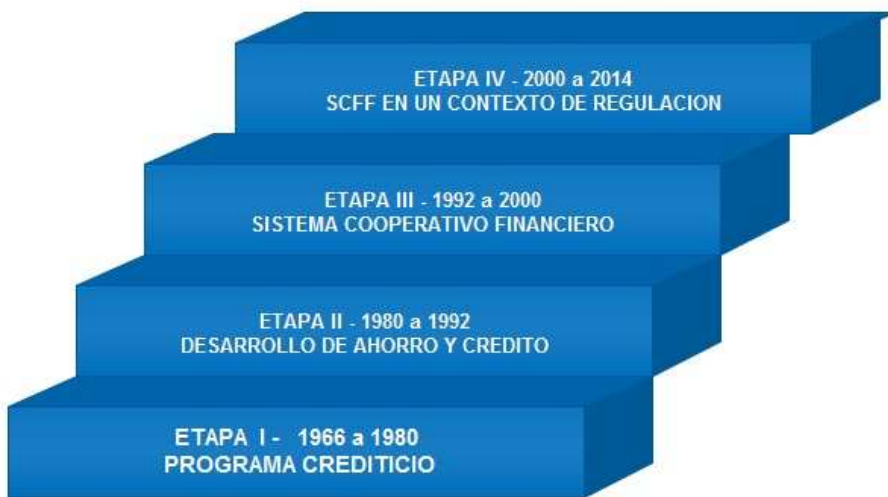 ETAPA IV - 2000 a 2014
SCFF EN UN CONTEXTO DE REGULACION
ETAPA III - 1992 a 2000
SISTEMA COOPERATIVO FINANCIERO
ETAPA II - 1980 a 1992
DESARROLLO DE AHORRO Y CREDITO
ETAPA I - 1966 a 1980
PROGRAMA CREDITICIO